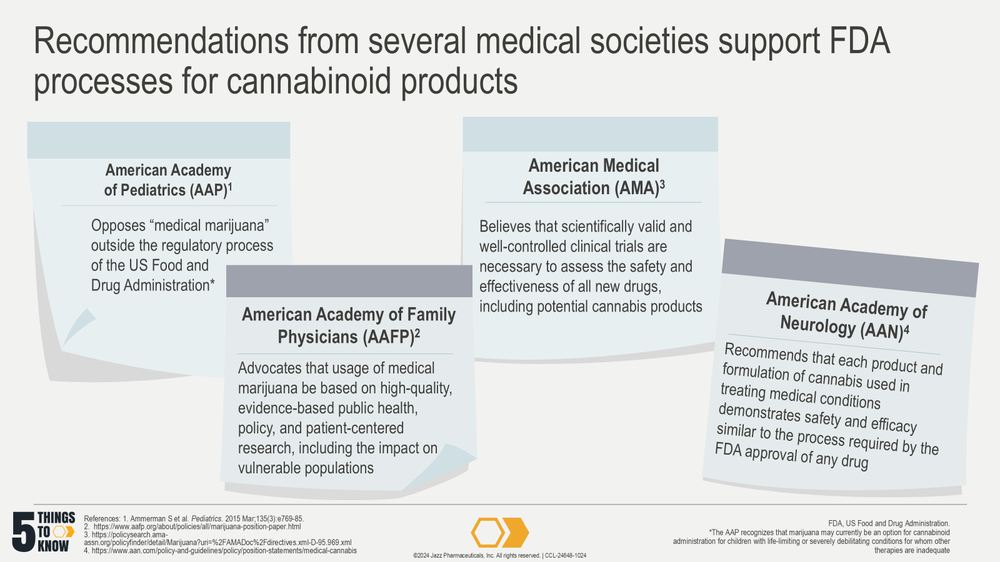 Recommendations from several medical societies support FDA
processes for cannabinoid products
American Academy
of Pediatrics (AAP)1
Opposes “medical marijuana”
outside the regulatory process
of the US Food and
Drug Administration*
American Academy of Family
Physicians (AAFP)2
Advocates that usage of medical
marijuana be based on high-quality,
evidence-based public health,
policy, and patient-centered
research, including the impact on
vulnerable populations
American Medical
Association (AMA)3
Believes that scientifically valid and
well-controlled clinical trials are
necessary to assess the safety and
effectiveness of all new drugs,
including potential cannabis products
American Academy of
Neurology (AAN)4
Recommends that each product and
formulation of cannabis used in
treating medical conditions
demonstrates safety and efficacy
similar to the process required by the
FDA approval of any drug
5 THINGS
TO
KNOW
References: 1. Ammerman S et al. Pediatrics. 2015 Mar;135(3):e769-85.
2. https://www.aafp.org/about/policies/all/marijuana-position-paper.html
3. https://policysearch.ama-
assn.org/policyfinder/detail/Marijuana?uri=%2FAMADoc%2Fdirectives.xml-D-95.969.xml
4. https://www.aan.com/policy-and-guidelines/policy/position-statements/medical-cannabis
©2024 Jazz Pharmaceuticals, Inc. All rights reserved. | CCL-24648-1024
FDA, US Food and Drug Administration.
*The AAP recognizes that marijuana may currently be an option for cannabinoid
administration for children with life-limiting or severely debilitating conditions for whom other
therapies are inadequate